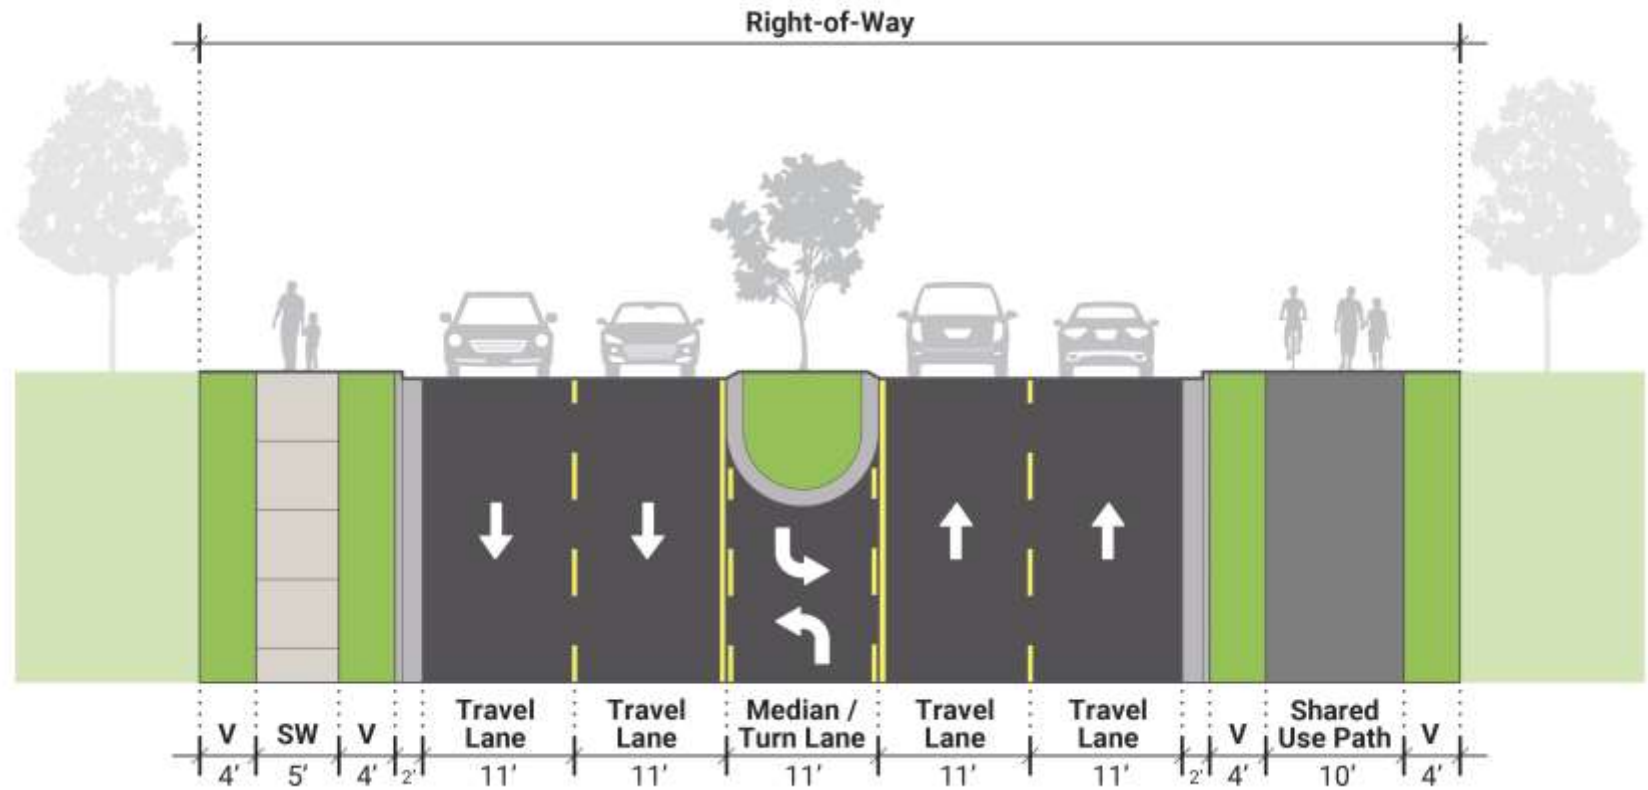 Right-of-Way
V SW V Travel Lane Travel Lane Median / Turn Lane Travel Lane Travel Lane V Shared Use Path V
4’ 5’ 4’ 2’ 11’ 11’ 11’ 11’ 11’ 2’ 4’ 10’ 4’